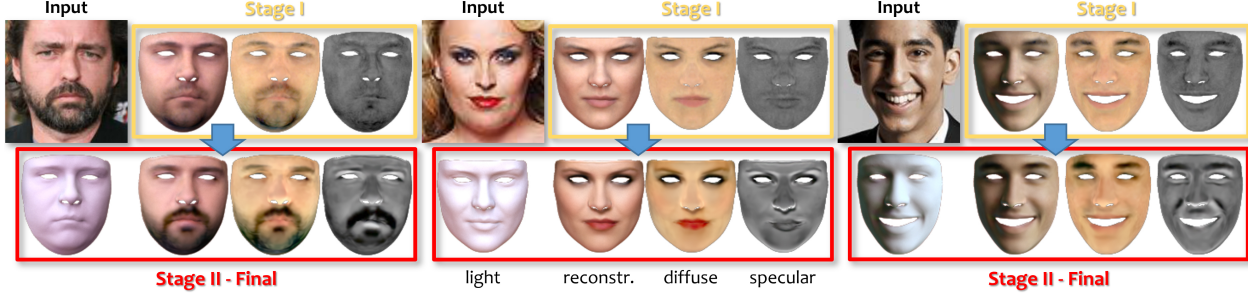 Input Stage I Input Stage I Input Stage I
Stage II - Final light reconstr. diffuse specular Stage II - Final